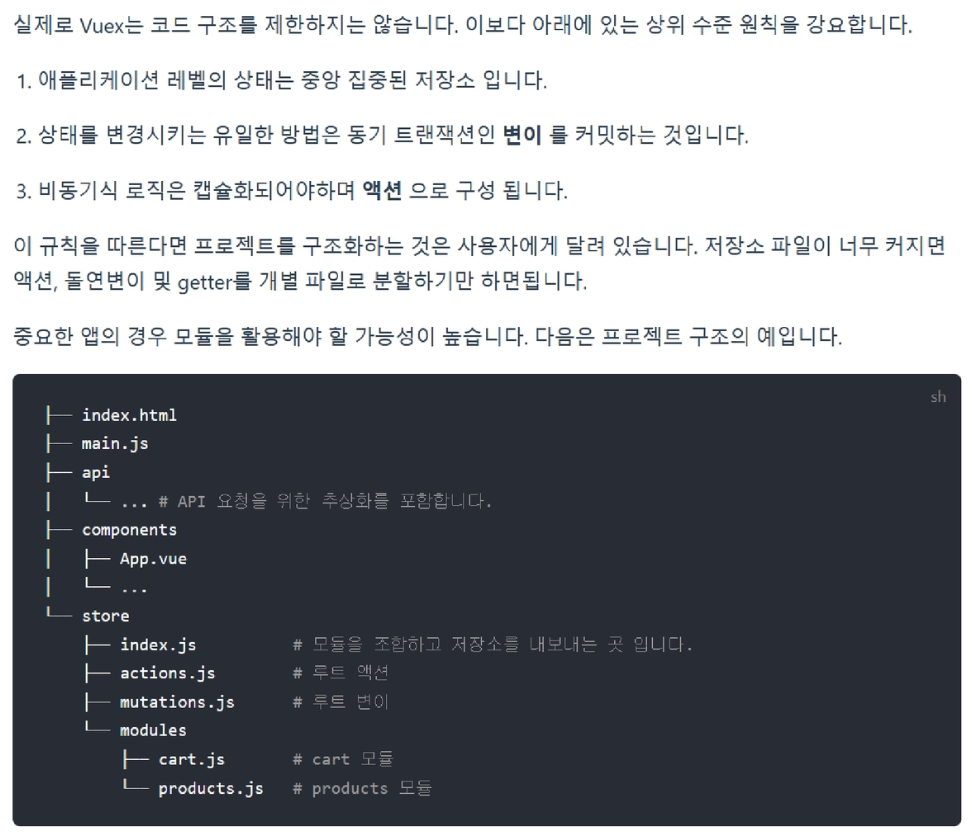 실제로 Vuex는 코드 구조를 제한하지는 않습니다. 이보다 아래에 있는 상위 수준 원칙을 강요합니다.
1. 애플리케이션 레벨의 상태는 중앙 집중된 저장소 입니다.
2. 상태를 변경시키는 유일한 방법은 동기 트랜잭션인 변이 를 커밋하는 것입니다.
3. 비동기식 로직은 캡슐화되어야하며 액션 으로 구성 됩니다.
이 규칙을 따른다면 프로젝트를 구조화하는 것은 사용자에게 달려 있습니다. 저장소 파일이 너무 커지면
액션, 돌연변이 및 getter를 개별 파일로 분할하기만 하면됩니다.
중요한 앱의 경우 모듈을 활용해야 할 가능성이 높습니다. 다음은 프로젝트 구조의 예입니다.
sh
├── index.html
├── main.js
├── api
│   └── ... # API 요청을 위한 추상화를 포함합니다.
├── components
│   ├── App.vue
│   └── ...
└── store
    ├── index.js          # 모듈을 조합하고 저장소를 내보내는 곳 입니다.
    ├── actions.js        # 루트 액션
    ├── mutations.js      # 루트 변이
    └── modules
        ├── cart.js       # cart 모듈
        └── products.js   # products 모듈